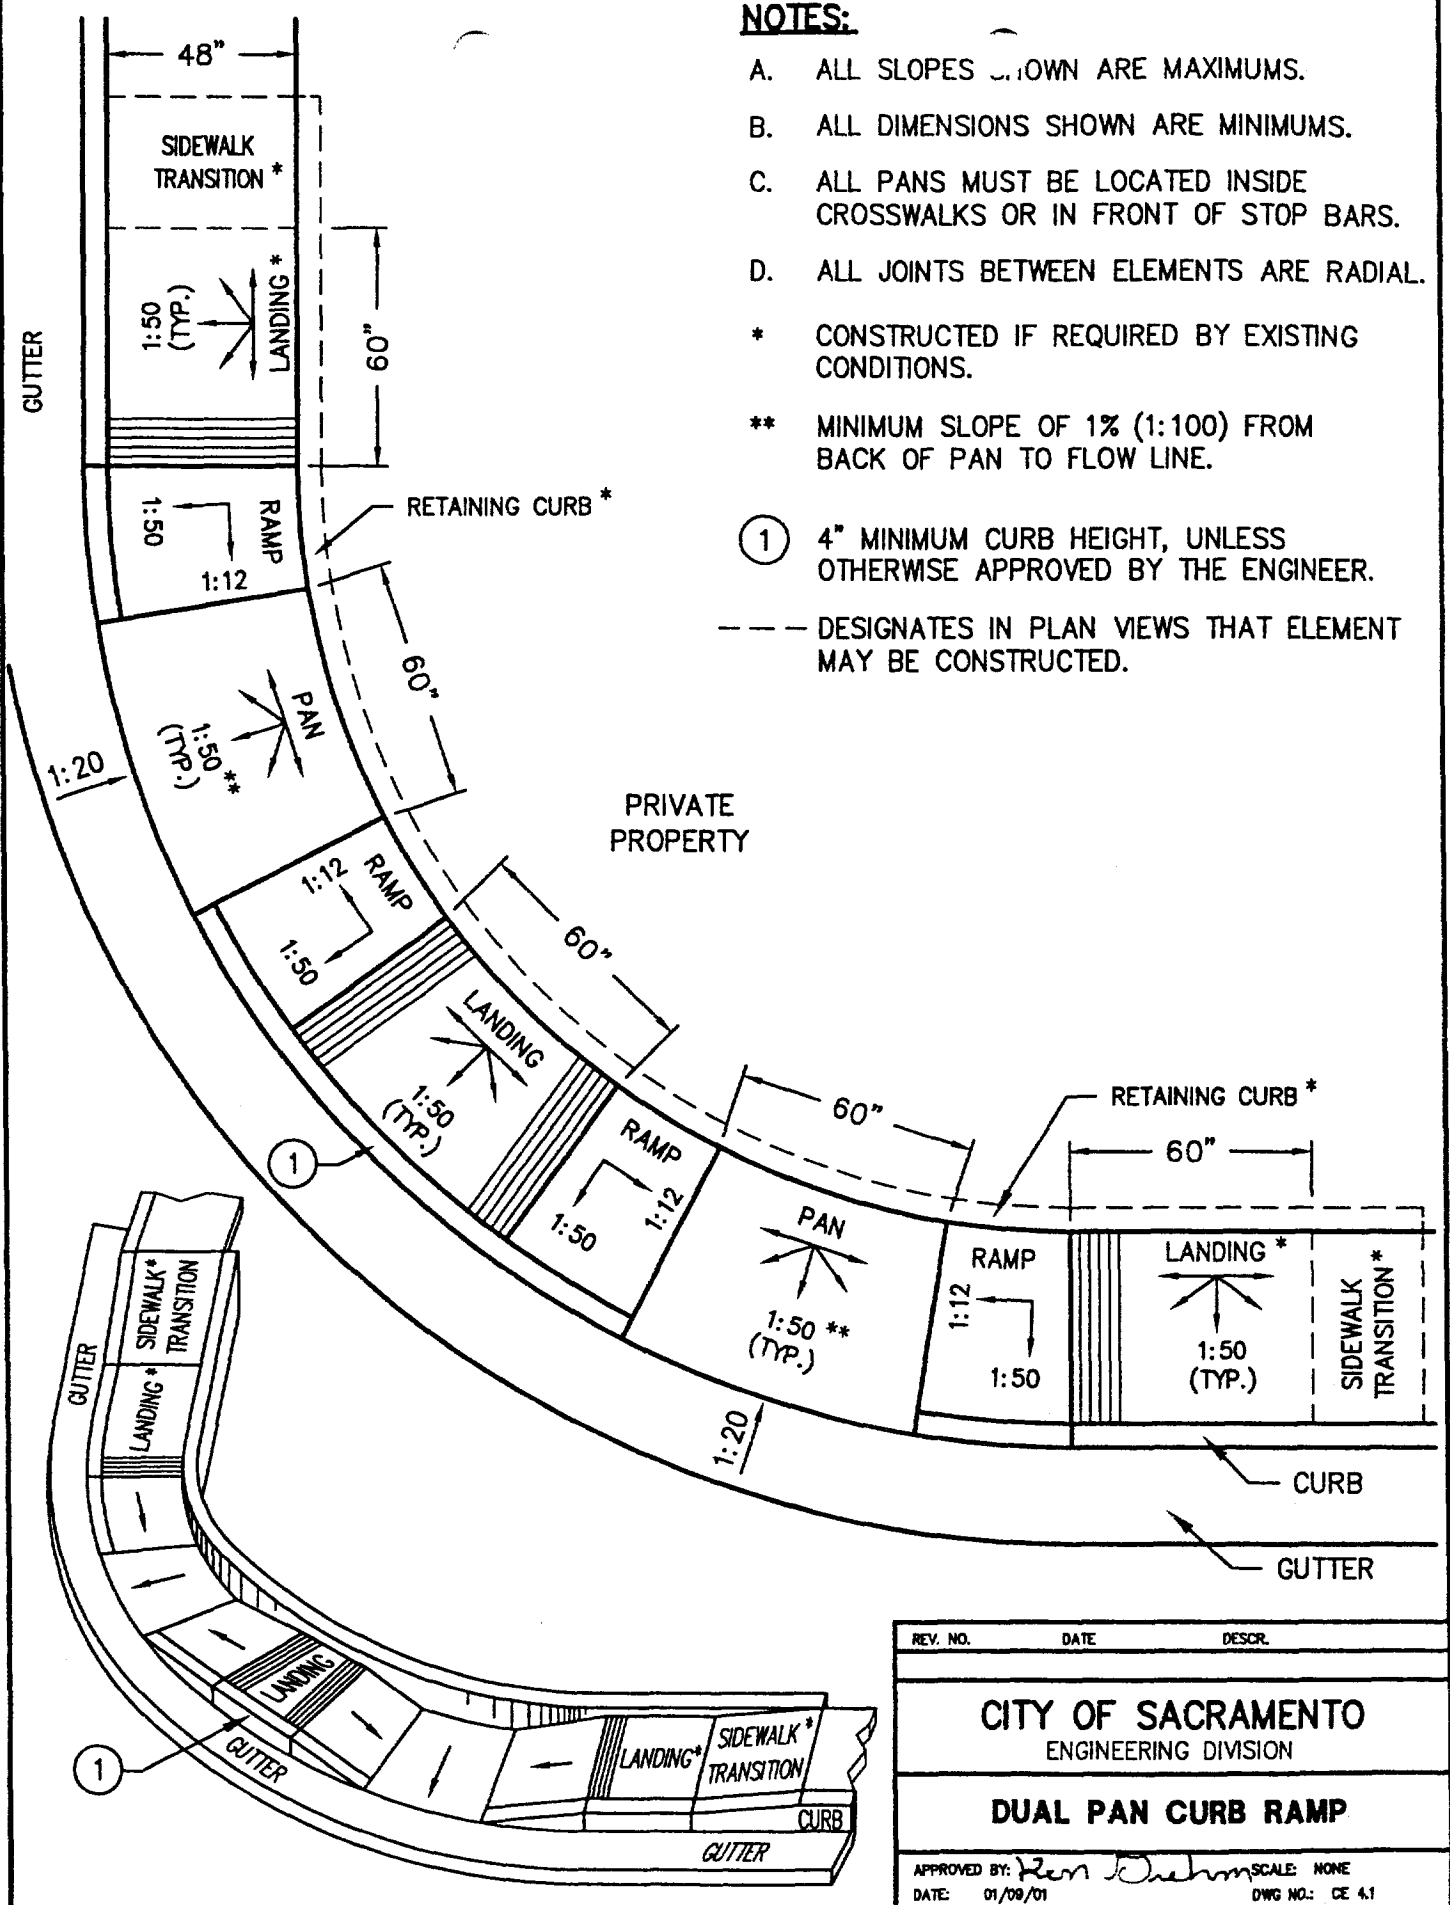 NOTES:
A. ALL SLOPES SHOWN ARE MAXIMUMS.
B. ALL DIMENSIONS SHOWN ARE MINIMUMS.
C. ALL PANS MUST BE LOCATED INSIDE
CROSSWALKS OR IN FRONT OF STOP BARS.
D. ALL JOINTS BETWEEN ELEMENTS ARE RADIAL.
* CONSTRUCTED IF REQUIRED BY EXISTING
CONDITIONS.
** MINIMUM SLOPE OF 1% (1:100) FROM
BACK OF PAN TO FLOW LINE.
1 4" MINIMUM CURB HEIGHT, UNLESS
OTHERWISE APPROVED BY THE ENGINEER.
--- DESIGNATES IN PLAN VIEWS THAT ELEMENT
MAY BE CONSTRUCTED.
48"
SIDEWALK
TRANSITION *
1:50
(TYP.)
LANDING *
60"
GUTTER
1:50
RAMP
1:12
RETAINING CURB *
60"
PAN
1:50 **
(TYP.)
1:20
PRIVATE
PROPERTY
1:12
RAMP
1:50
60"
LANDING
1:50
(TYP.)
1
RAMP
1:12
1:50
60"
PAN
1:50 **
(TYP.)
1:20
RETAINING CURB *
60"
RAMP
1:12
1:50
LANDING *
1:50
(TYP.)
SIDEWALK
TRANSITION *
CURB
GUTTER
SIDEWALK *
TRANSITION
GUTTER
LANDING *
LANDING
1
GUTTER
LANDING *
SIDEWALK *
TRANSITION
CURB
GUTTER
REV. NO. DATE DESCR.
CITY OF SACRAMENTO
ENGINEERING DIVISION
DUAL PAN CURB RAMP
APPROVED BY: Ken SCALE: NONE
DATE: 01/09/01 DWG NO.: CE 4.1